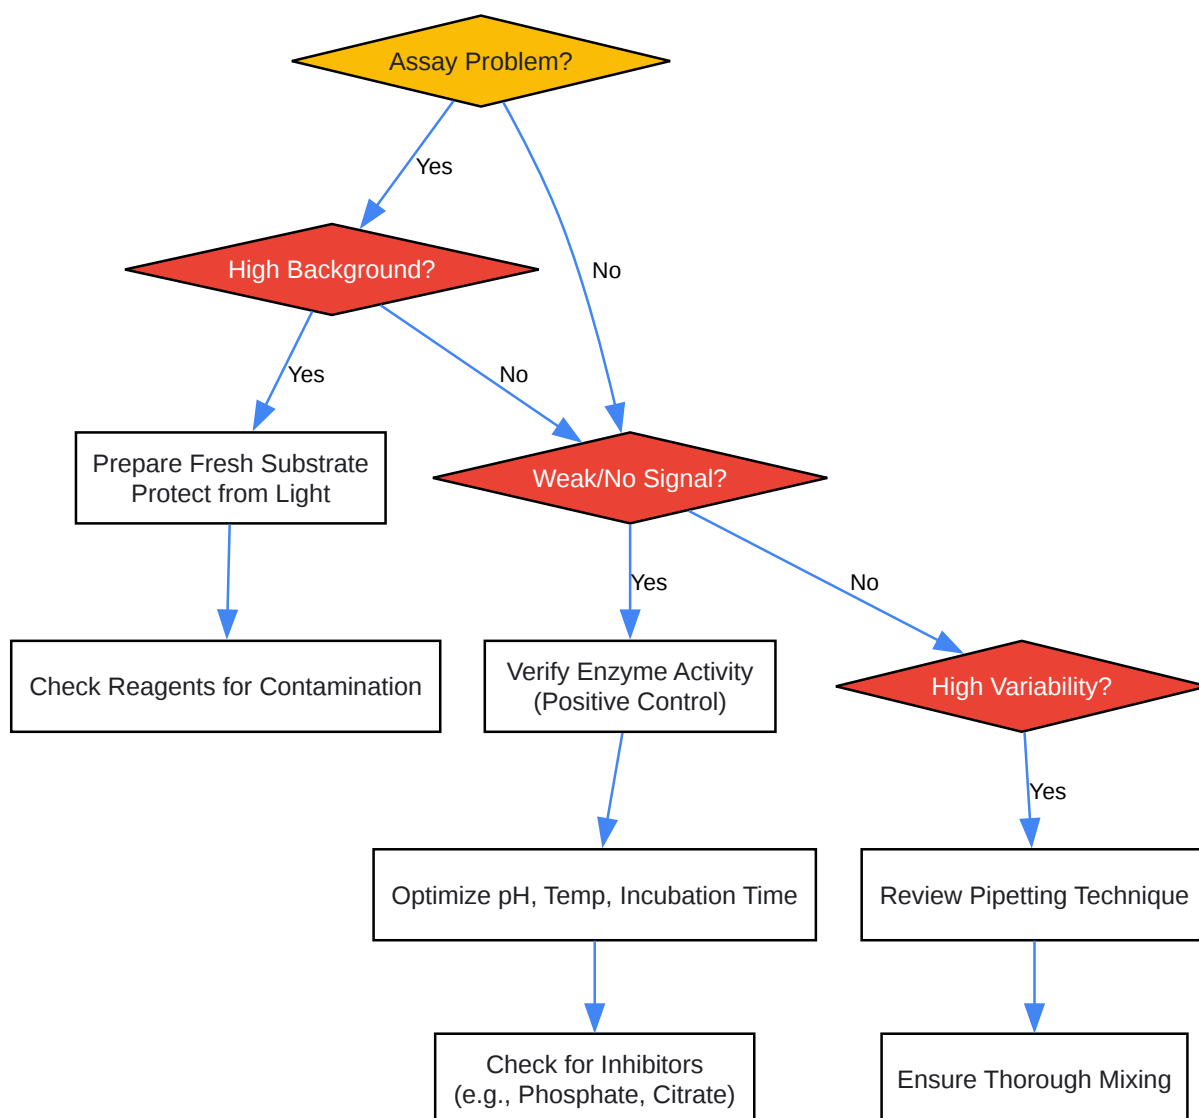 Assay Problem?
Yes
No
High Background?
Yes
No
Prepare Fresh Substrate
Protect from Light
Weak/No Signal?
Yes
No
Check Reagents for Contamination
Verify Enzyme Activity
(Positive Control)
High Variability?
Yes
Optimize pH, Temp, Incubation Time
Review Pipetting Technique
Check for Inhibitors
(e.g., Phosphate, Citrate)
Ensure Thorough Mixing